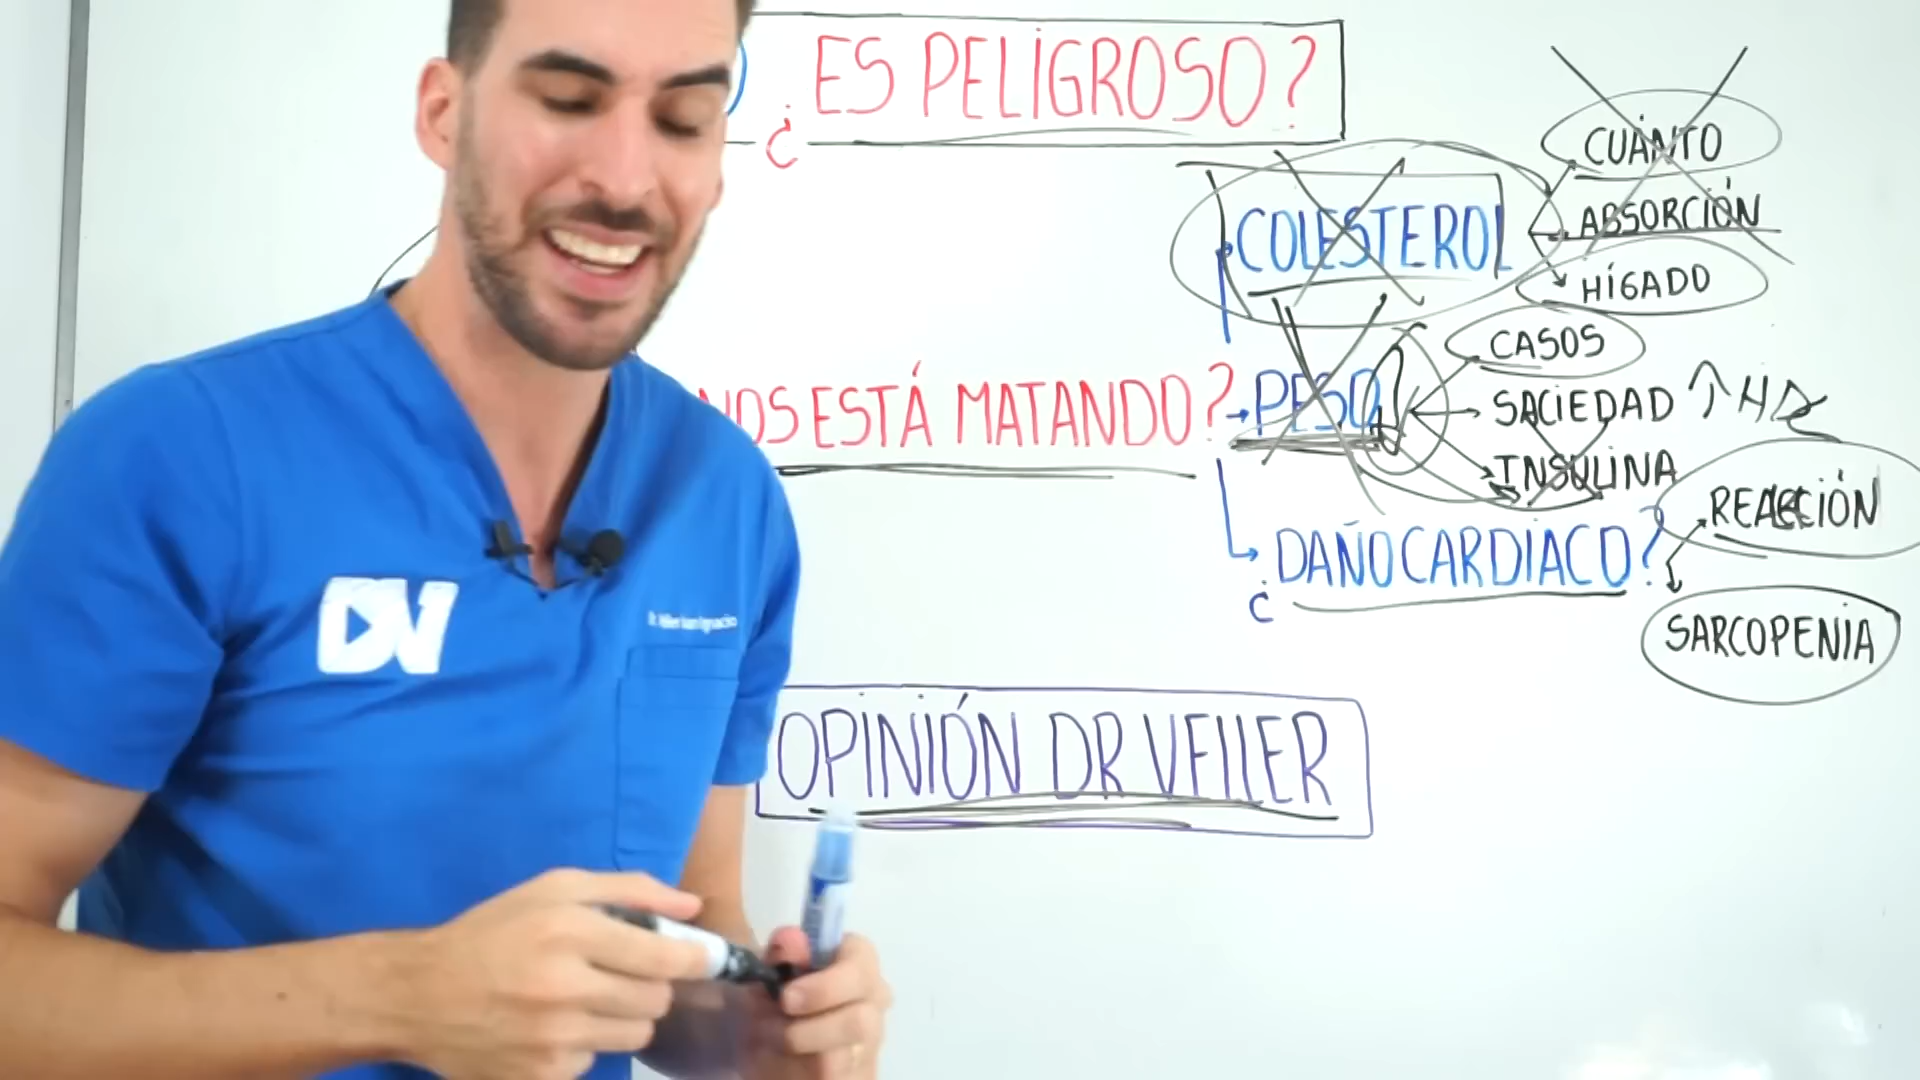 ¿ES PELIGROSO?
CUÁNTO
COLESTEROL
ABSORCIÓN
HÍGADO
CASOS
NOS ESTÁ MATANDO?
PESO
SACIEDAD
INSULINA
REACCIÓN
¿DAÑO CARDIACO?
SARCOPENIA
DV
OPINIÓN DR VEILLER